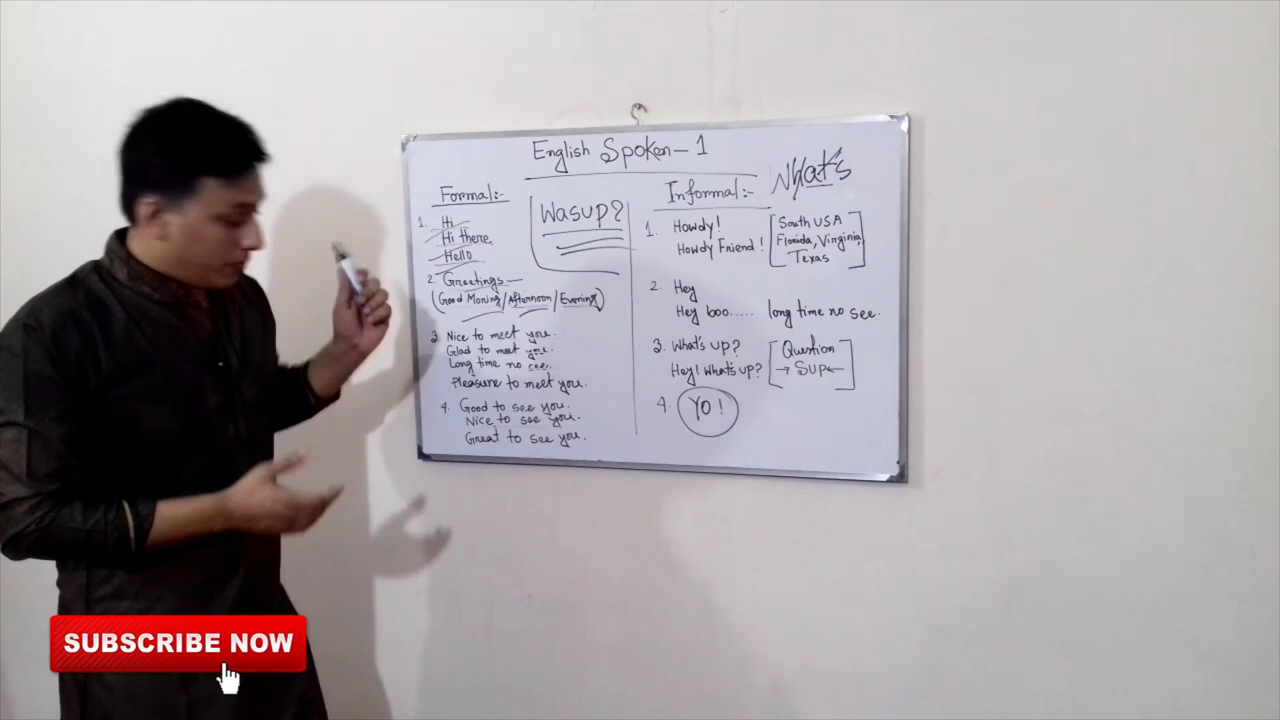 English Spoken-1
Formal:-
1. Hi
Hi there,
Hello
2. Greetings—
(Good Morning/Afternoon/Evening)
3. Nice to meet you.
Glad to meet you.
Long time no see.
Pleasure to meet you.
4. Good to see you.
Nice to see you.
Great to see you.
Wasup?
What's
Informal:-
1. Howdy!
Howdy Friend!
[South USA
Florida, Virginia,
Texas]
2. Hey
Hey boo..... long time no see.
3. What's up?
Hey! What's up?
[Question
→ Sup←]
4. YO!
SUBSCRIBE NOW